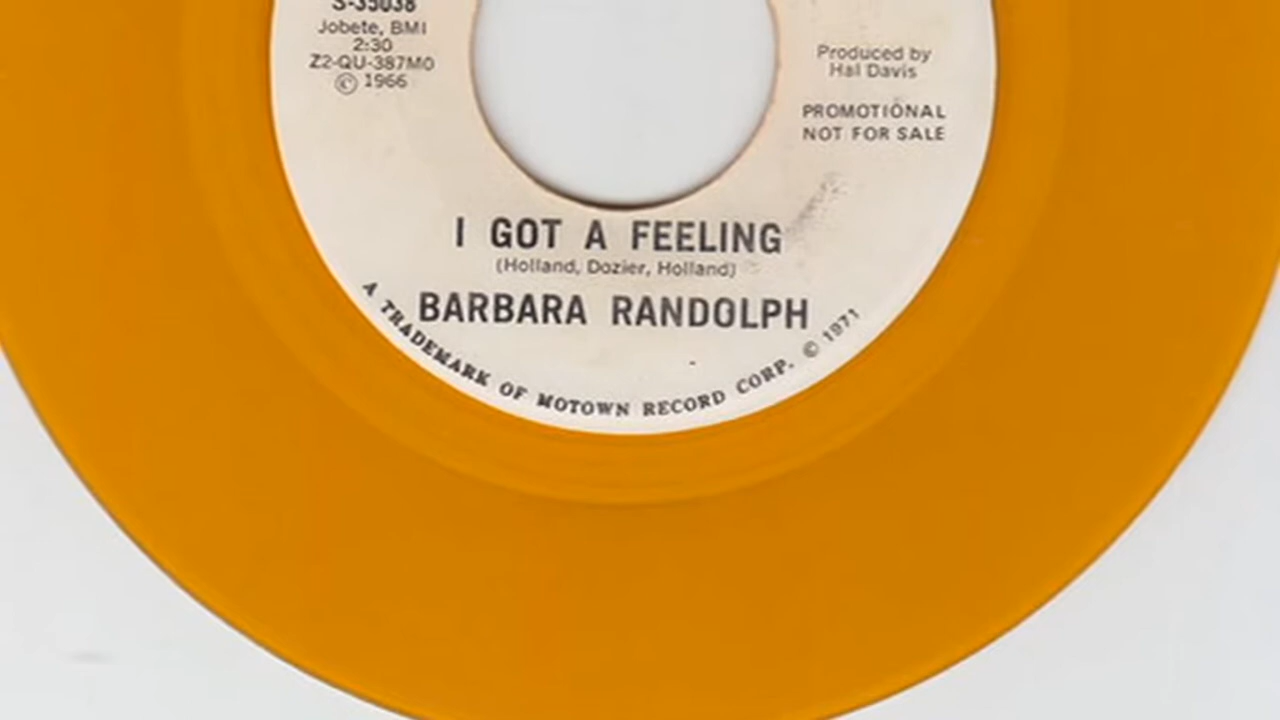 S-35038
Jobete, BMI
2:30
Z2-QU-387M0
© 1966
Produced by
Hal Davis
PROMOTIONAL
NOT FOR SALE
I GOT A FEELING
(Holland, Dozier, Holland)
BARBARA RANDOLPH
A TRADEMARK OF MOTOWN RECORD CORP. © 1971